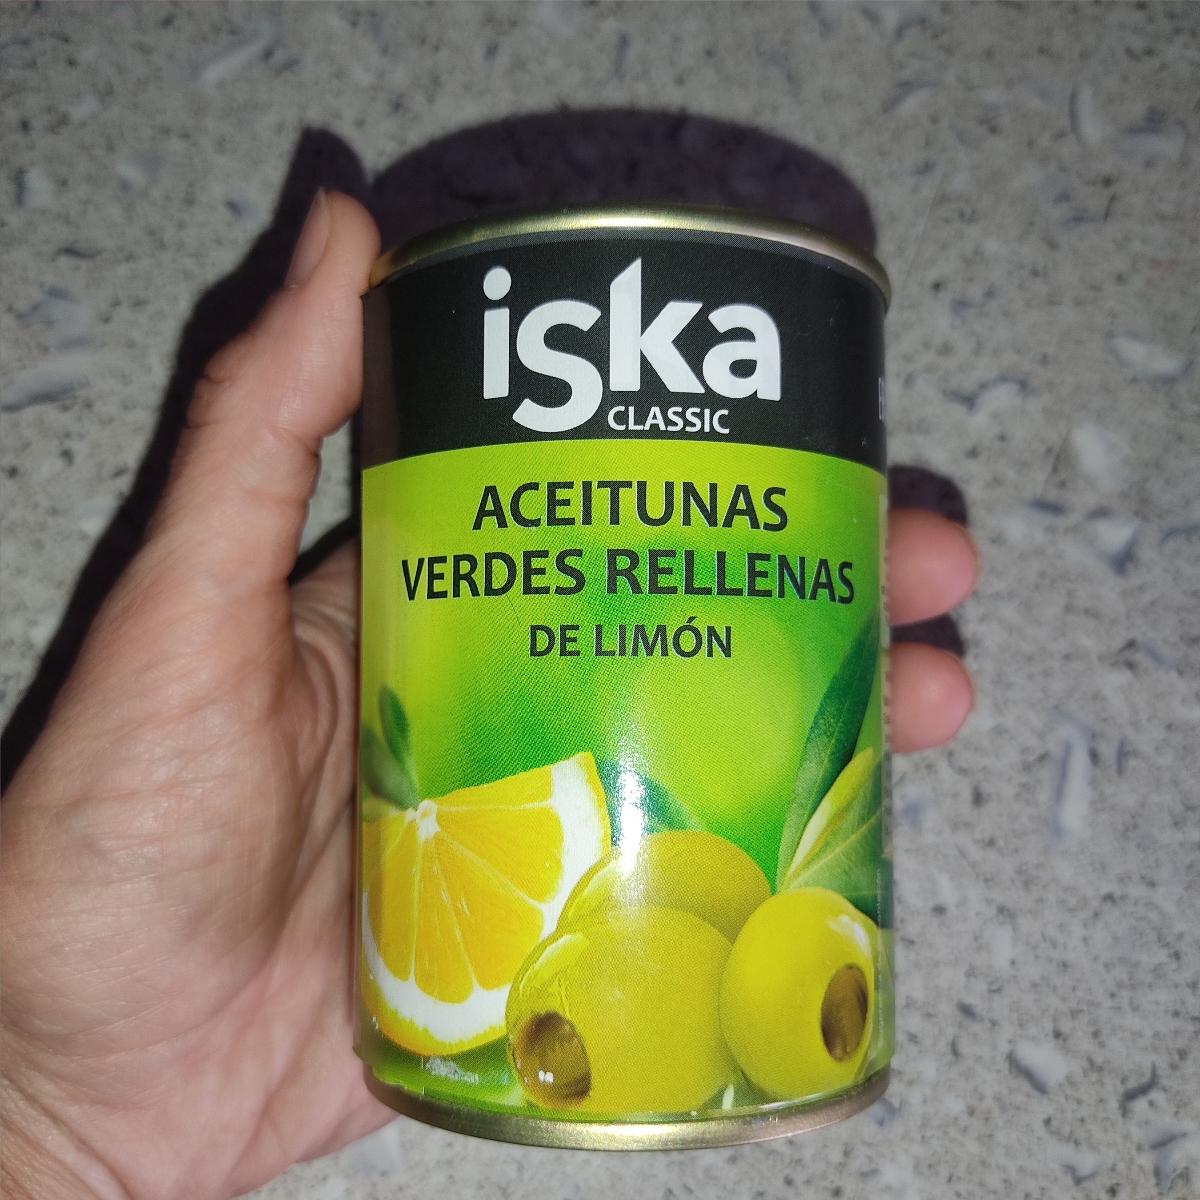 iska
CLASSIC
ACEITUNAS
VERDES RELLENAS
DE LIMÓN